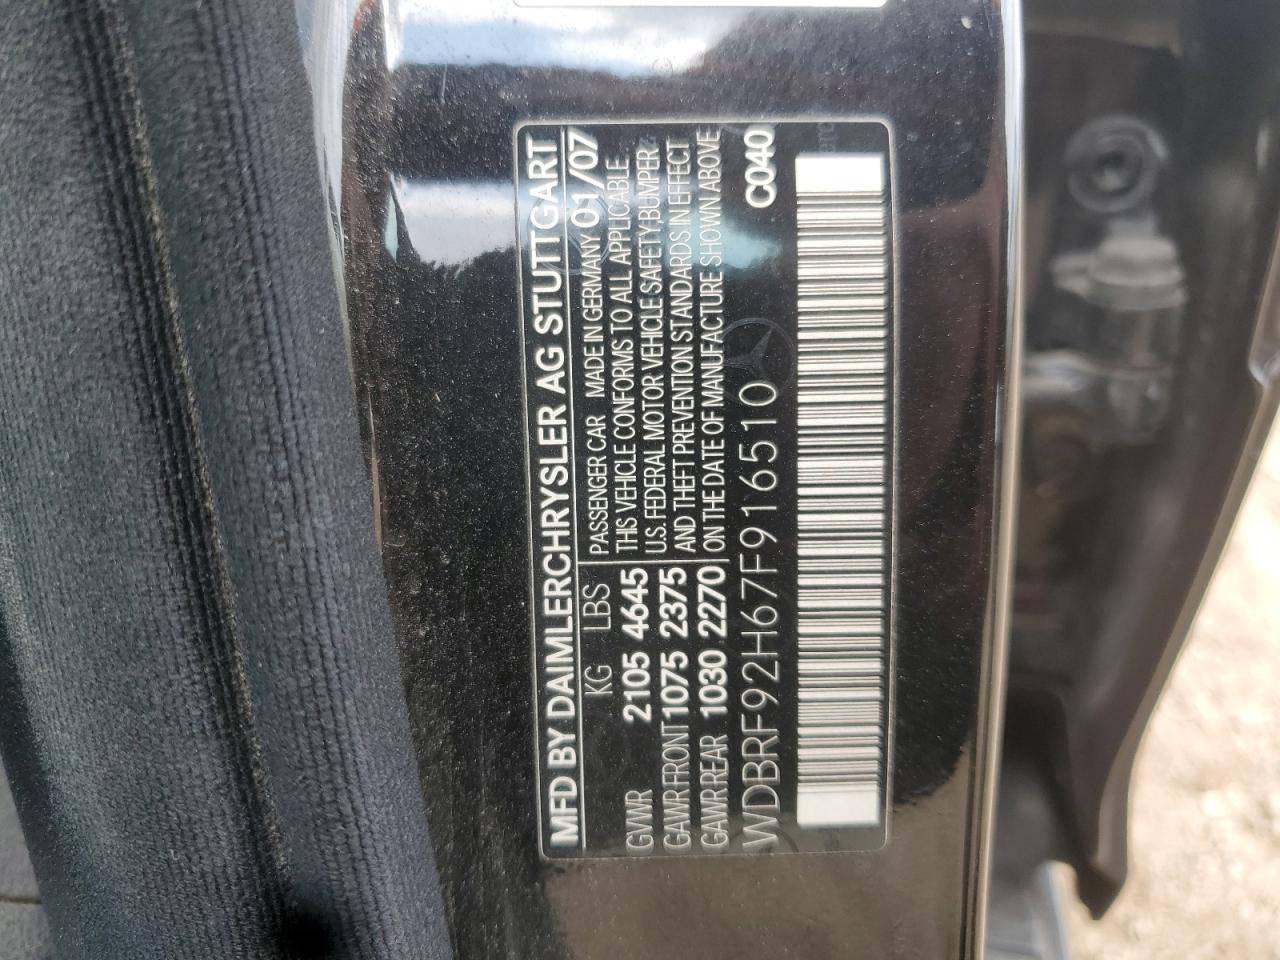 MFD BY DAIMLERCHRYSLER AG STUTTGART
KG LBS
GVWR 2105 4645
GAWR FRONT 1075 2375
GAWR REAR 1030 2270
PASSENGER CAR MADE IN GERMANY 01/07
THIS VEHICLE CONFORMS TO ALL APPLICABLE
U.S. FEDERAL MOTOR VEHICLE SAFETY,BUMPER,
AND THEFT PREVENTION STANDARDS IN EFFECT
ON THE DATE OF MANUFACTURE SHOWN ABOVE
WDBRF92H67F916510 C040